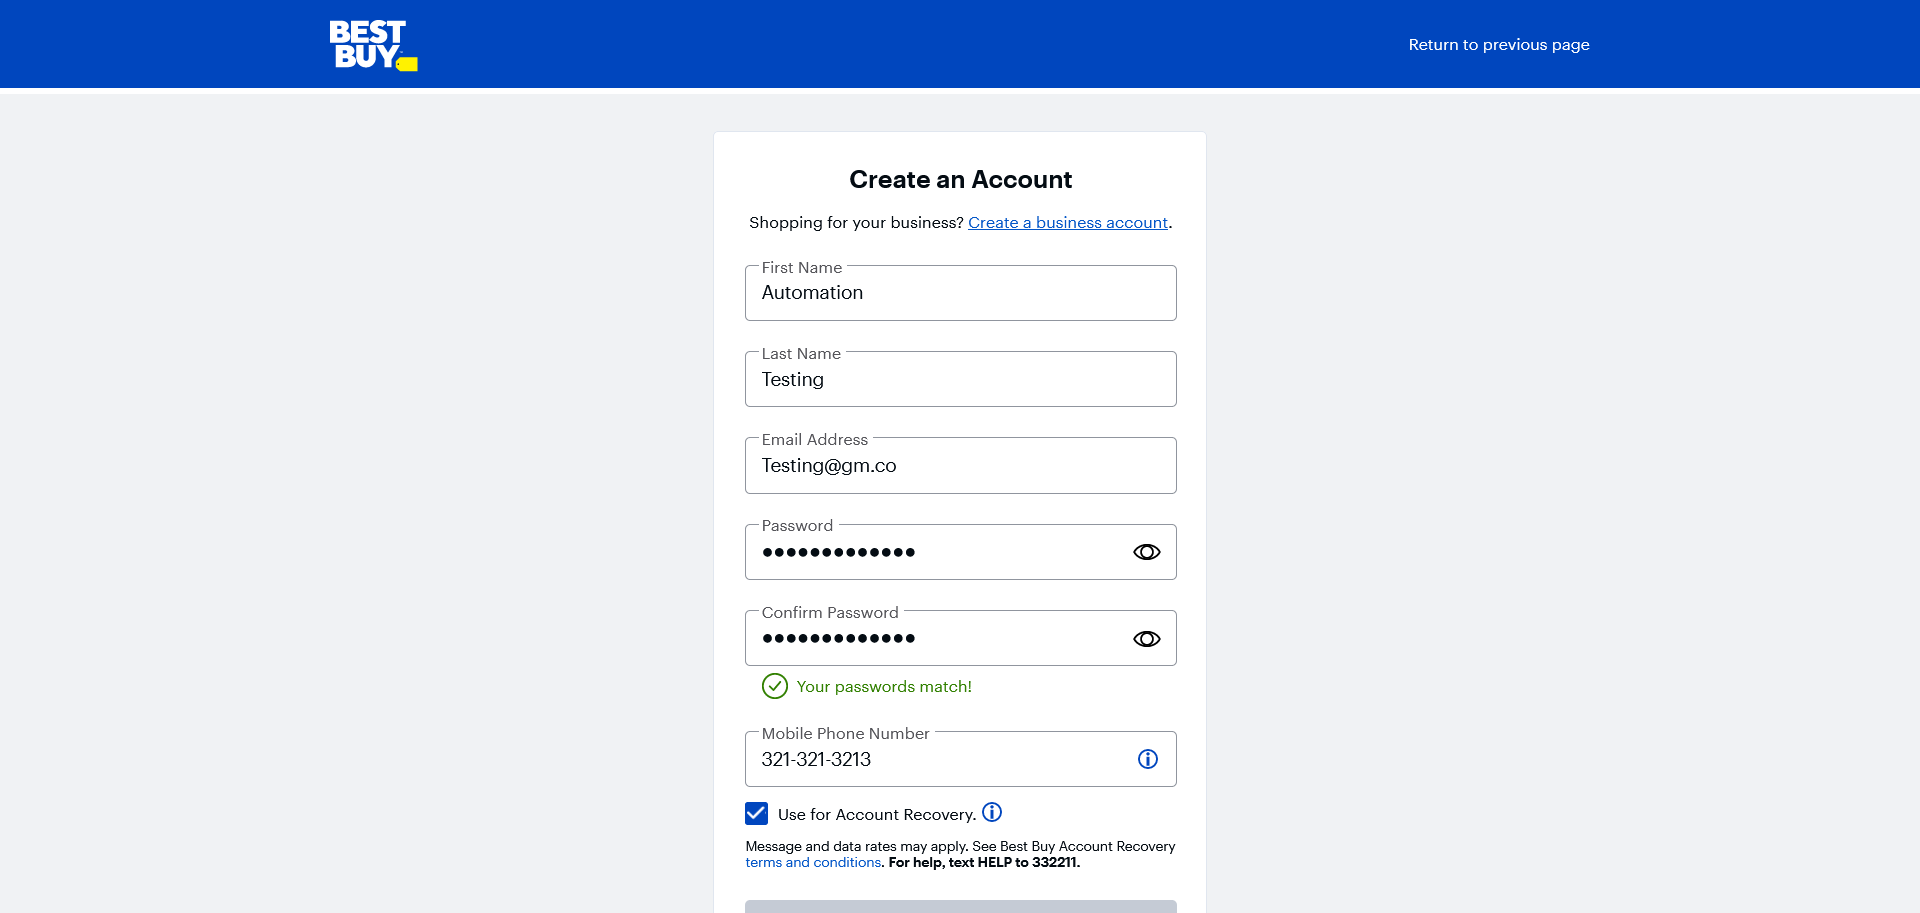 BEST
BUY
Return to previous page
Create an Account
Shopping for your business? Create a business account.
First Name
Automation
Last Name
Testing
Email Address
Testing@gm.co
Password
•••••••••••••
Confirm Password
•••••••••••••
Your passwords match!
Mobile Phone Number
321-321-3213
Use for Account Recovery.
Message and data rates may apply. See Best Buy Account Recovery
terms and conditions. For help, text HELP to 332211.